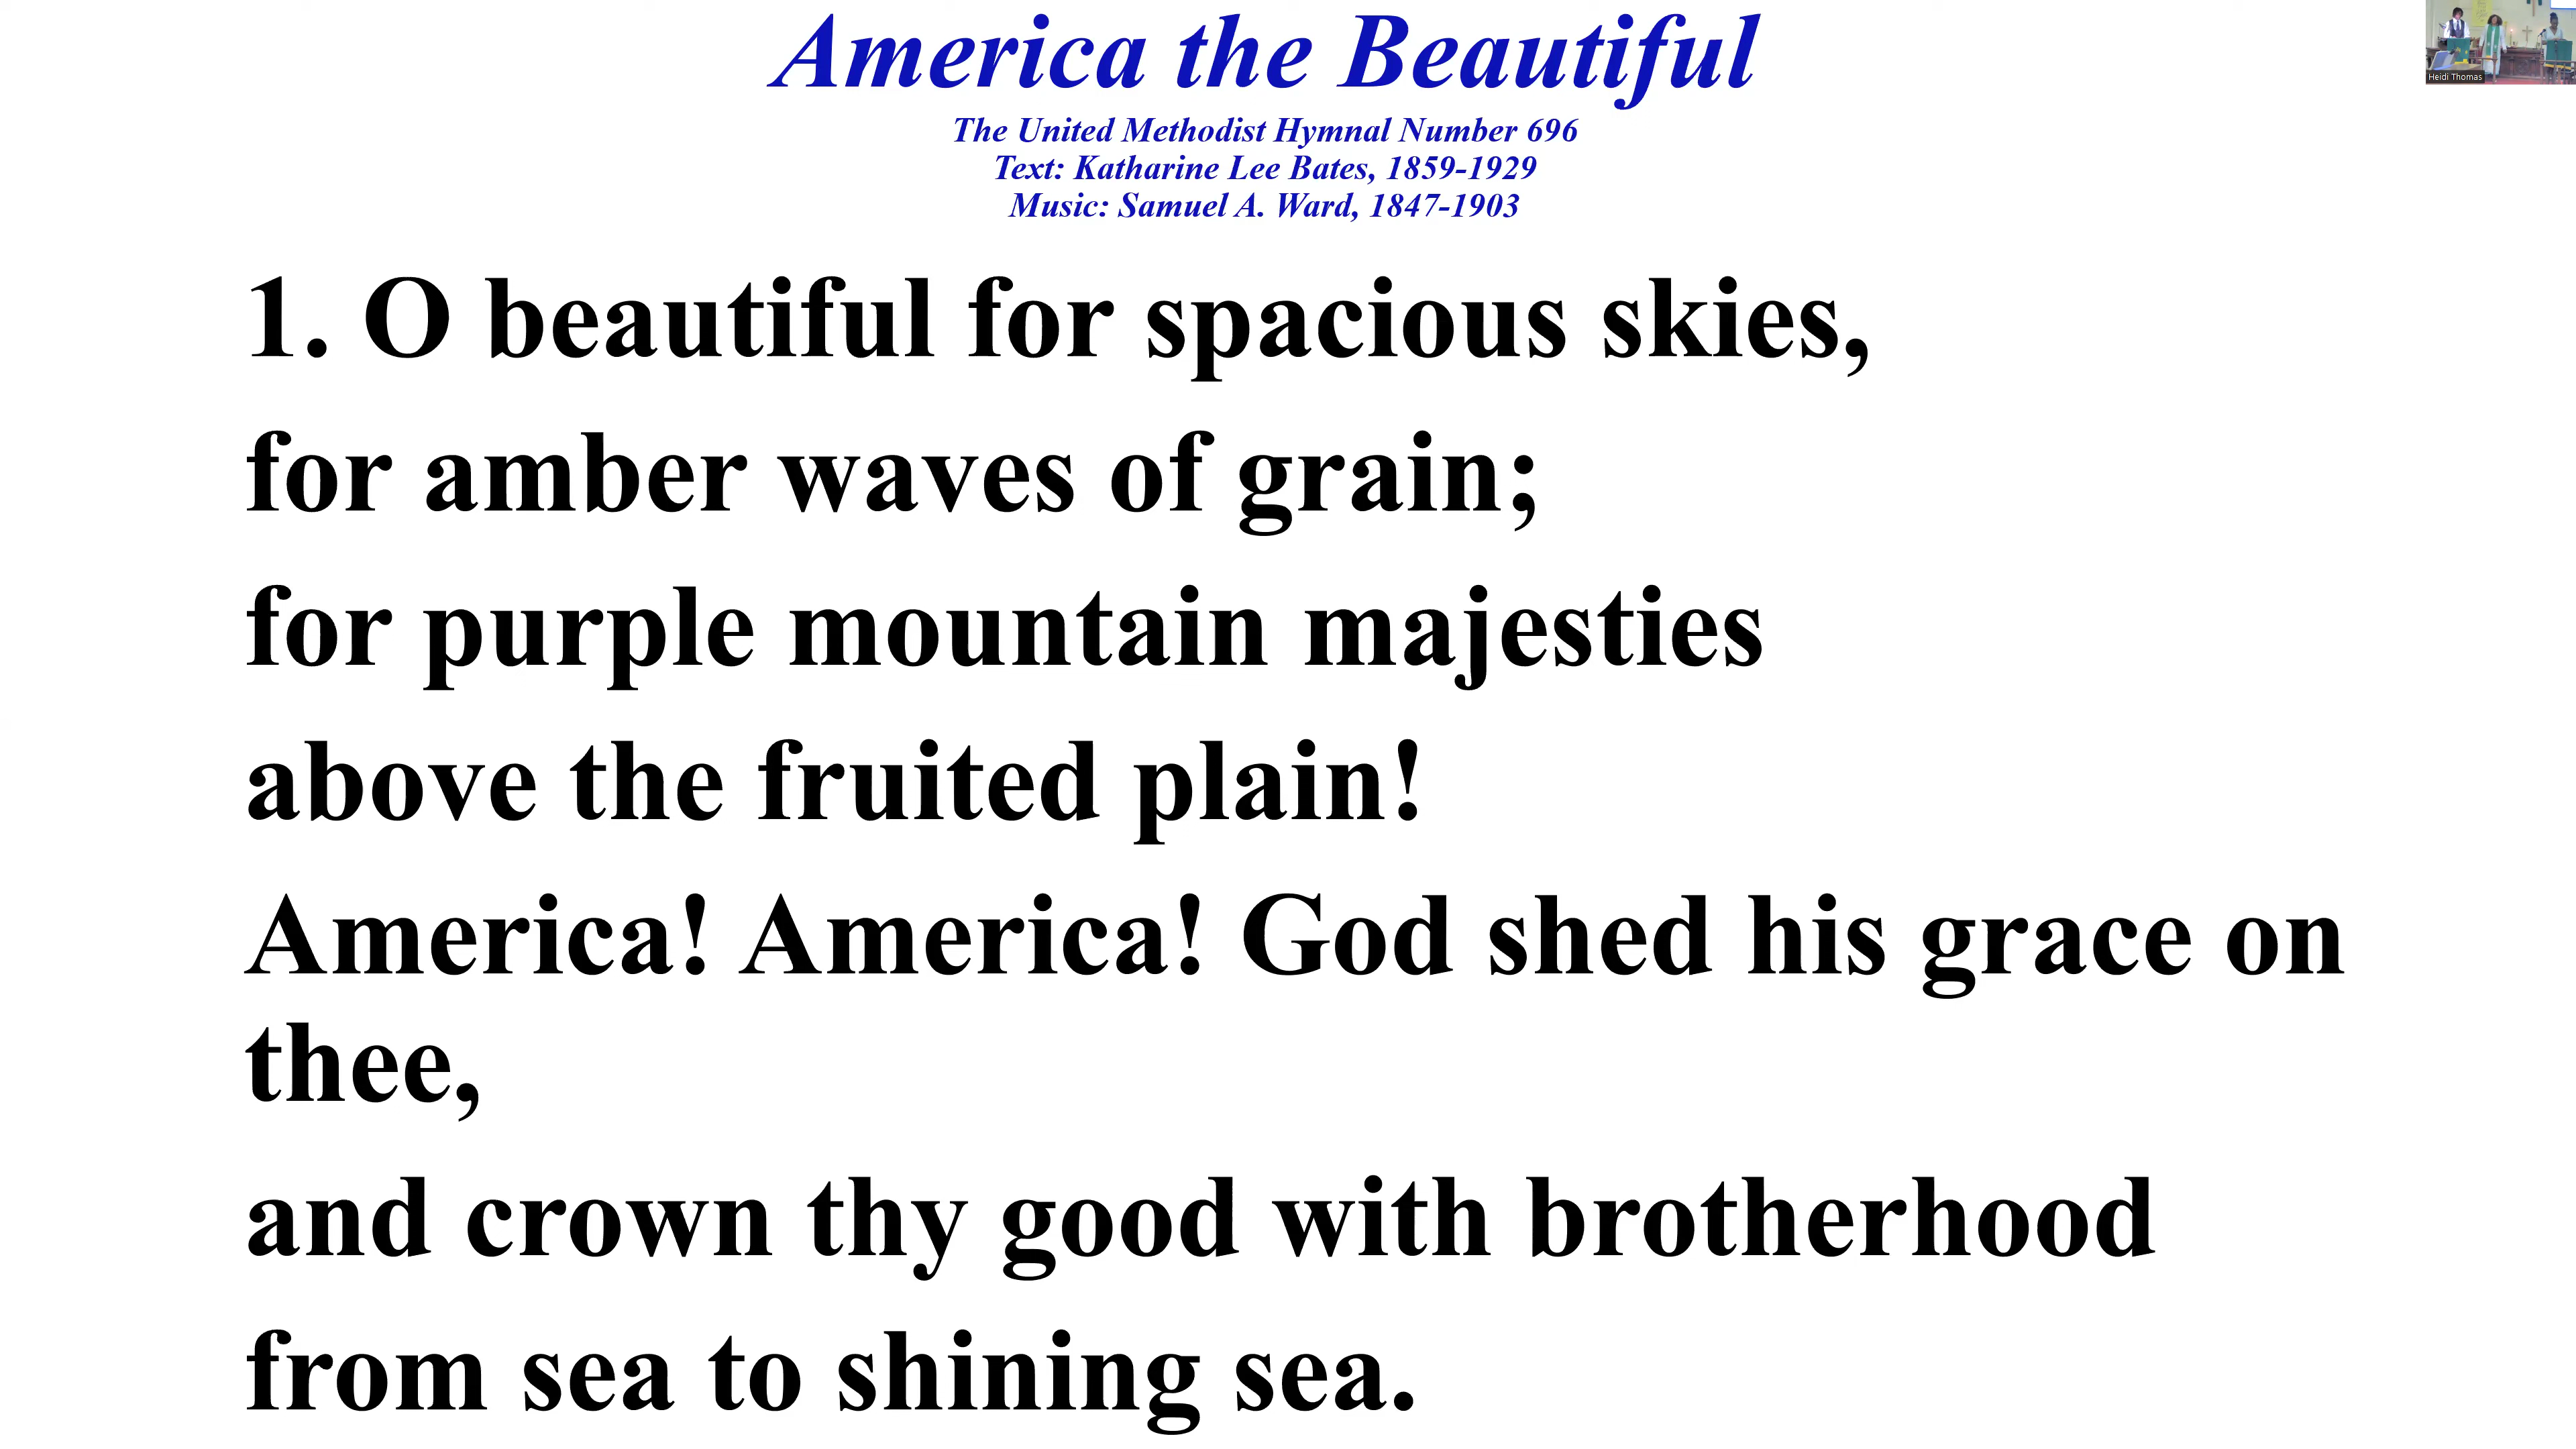 America the Beautiful
The United Methodist Hymnal Number 696
Text: Katharine Lee Bates, 1859-1929
Music: Samuel A. Ward, 1847-1903
1. O beautiful for spacious skies,
for amber waves of grain;
for purple mountain majesties
above the fruited plain!
America! America! God shed his grace on
thee,
and crown thy good with brotherhood
from sea to shining sea.
Heidi Thomas